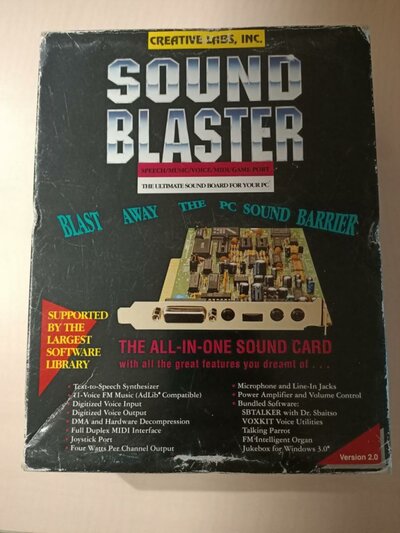 CREATIVE LABS, INC.
SOUND
BLASTER
SPEECH/MUSIC/VOICE/MIDI/GAME PORT
THE ULTIMATE SOUND BOARD FOR YOUR PC
BLAST AWAY THE PC SOUND BARRIER
SUPPORTED
BY THE
LARGEST
SOFTWARE
LIBRARY
THE ALL-IN-ONE SOUND CARD
with all the great features you dreamt of . . . .
· Text-to-Speech Synthesizer
· 11-Voice FM Music (AdLib® Compatible)
· Digitized Voice Input
· Digitized Voice Output
· DMA and Hardware Decompression
· Full Duplex MIDI Interface
· Joystick Port
· Four Watts Per Channel Output
· Microphone and Line-In Jacks
· Power Amplifier and Volume Control
· Bundled Software:
SBTALKER with Dr. Sbaitso
VOXKIT Voice Utilities
Talking Parrot
FM Intelligent Organ
Jukebox for Windows 3.0®
Version 2.0